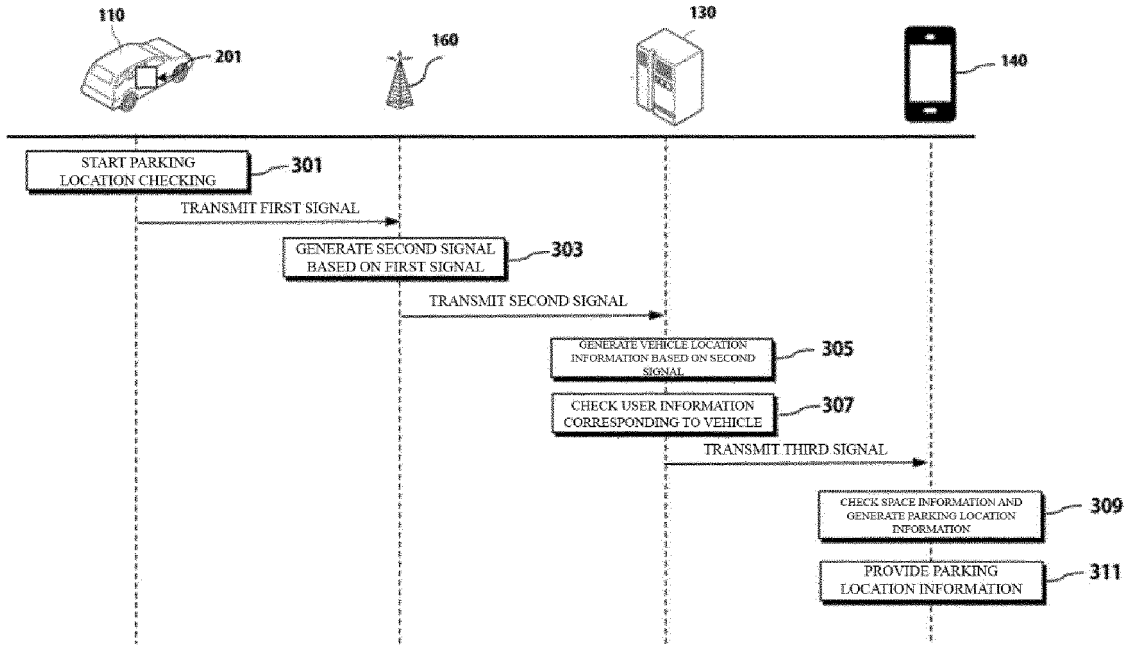 110
201
160
130
140
START PARKING
LOCATION CHECKING
301
TRANSMIT FIRST SIGNAL
GENERATE SECOND SIGNAL
BASED ON FIRST SIGNAL
303
TRANSMIT SECOND SIGNAL
GENERATE VEHICLE LOCATION
INFORMATION BASED ON SECOND
SIGNAL
305
CHECK USER INFORMATION
CORRESPONDING TO VEHICLE
307
TRANSMIT THIRD SIGNAL
CHECK SPACE INFORMATION AND
GENERATE PARKING LOCATION
INFORMATION
309
PROVIDE PARKING
LOCATION INFORMATION
311